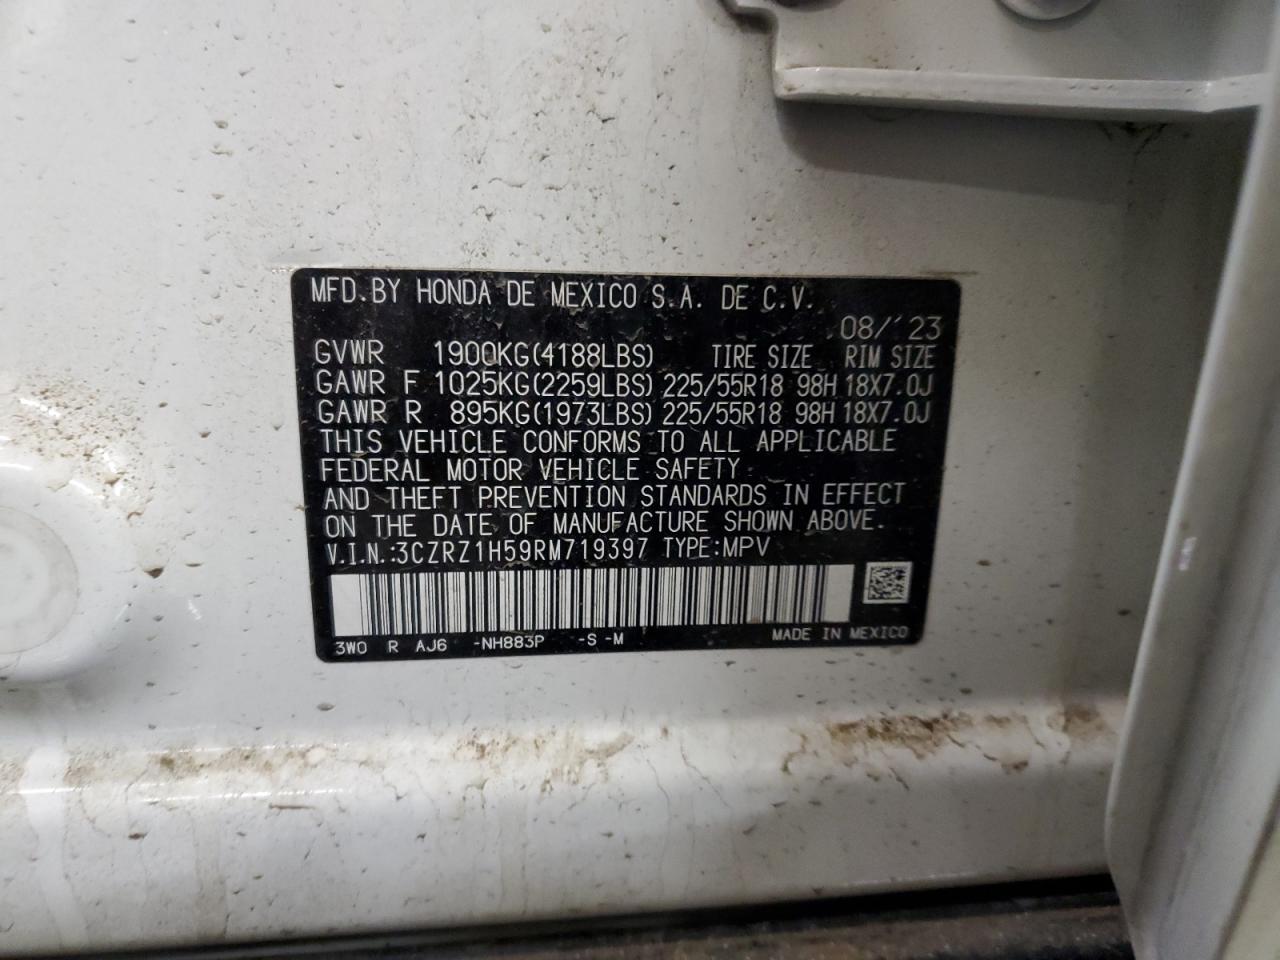 MFD.BY HONDA DE MEXICO S.A. DE C.V.
08/'23
GVWR 1900KG(4188LBS) TIRE SIZE RIM SIZE
GAWR F 1025KG(2259LBS) 225/55R18 98H 18X7.0J
GAWR R 895KG(1973LBS) 225/55R18 98H 18X7.0J
THIS VEHICLE CONFORMS TO ALL APPLICABLE
FEDERAL MOTOR VEHICLE SAFETY
AND THEFT PREVENTION STANDARDS IN EFFECT
ON THE DATE OF MANUFACTURE SHOWN ABOVE.
V.I.N.:3CZRZ1H59RM719397 TYPE:MPV
3W0 R AJ6 -NH883P -S -M MADE IN MEXICO